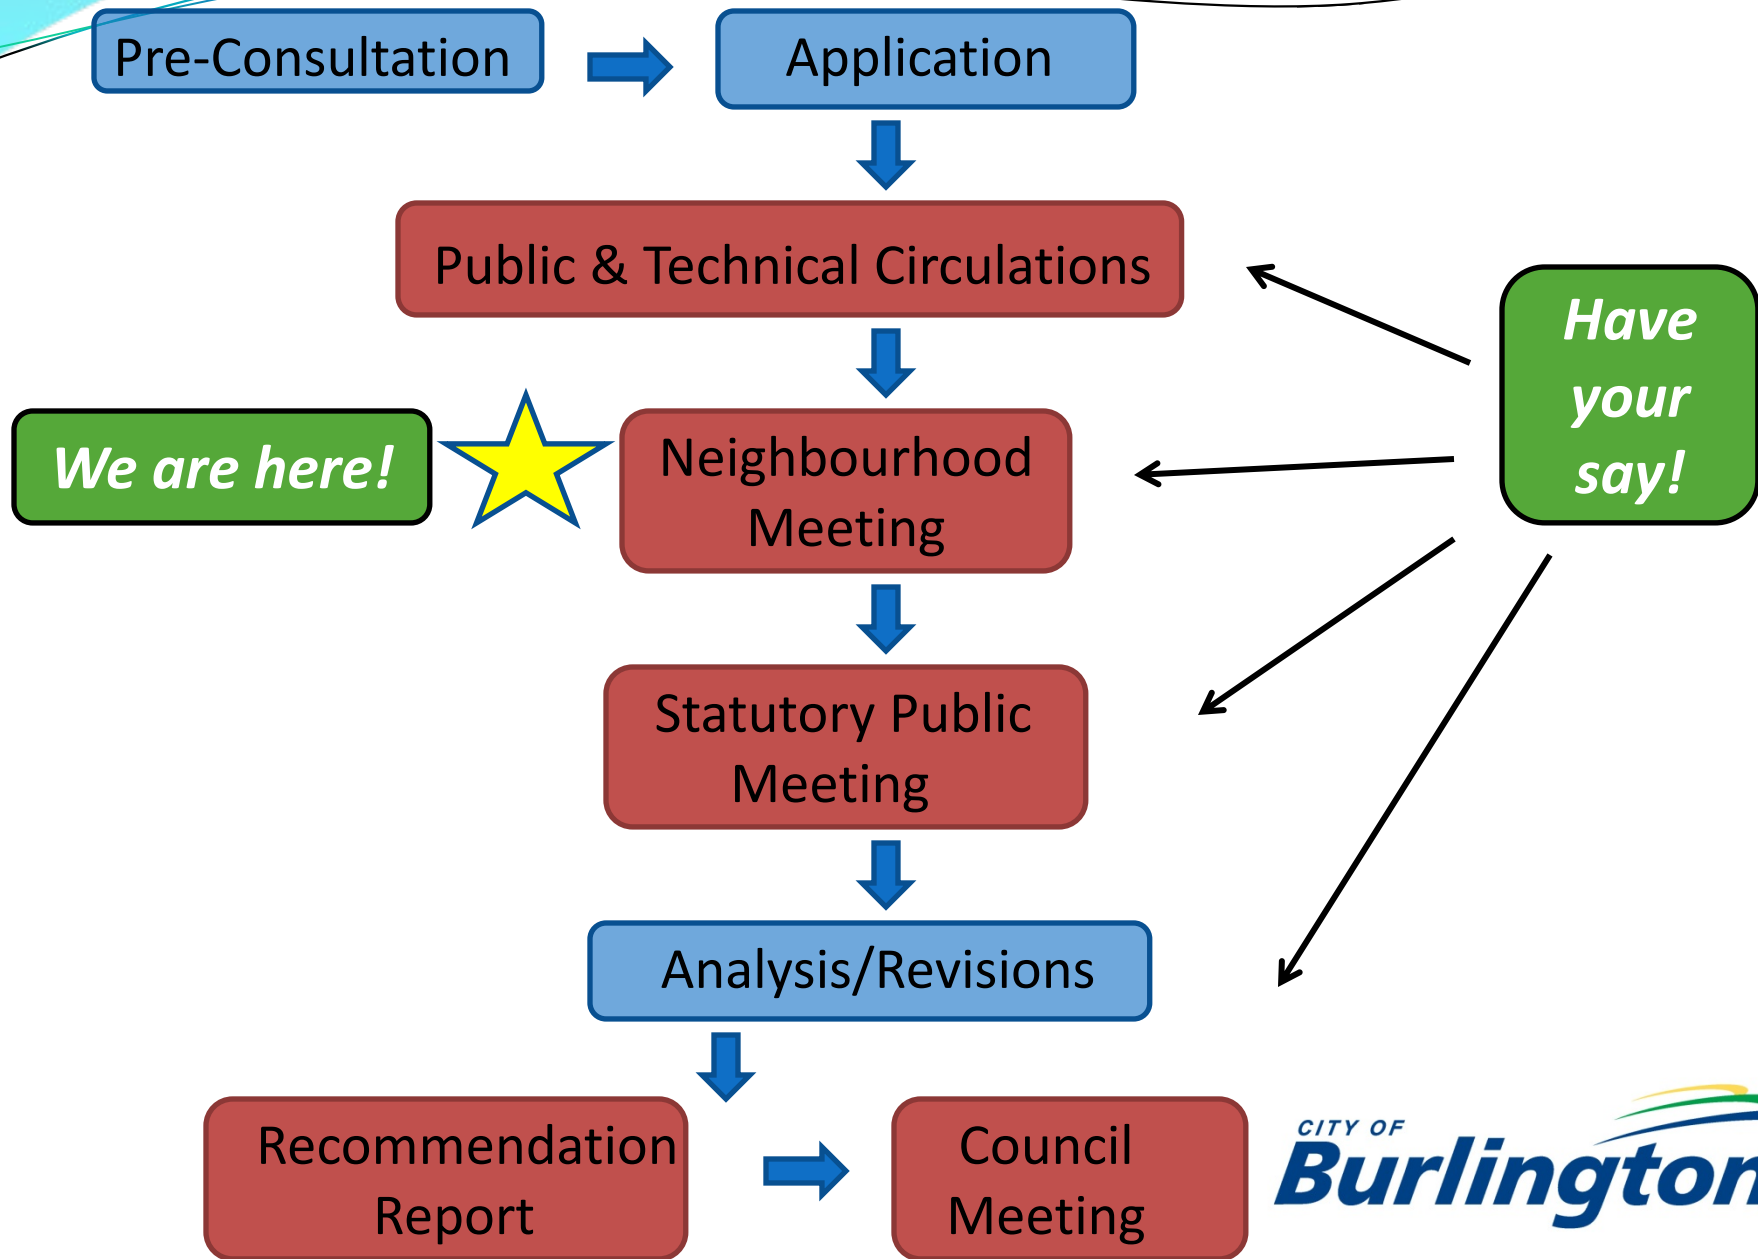 Pre-Consultation
Application
Public & Technical Circulations
Have
your
say!
We are here!
Neighbourhood
Meeting
Statutory Public
Meeting
Analysis/Revisions
Recommendation
Report
Council
Meeting
CITY OF
Burlington